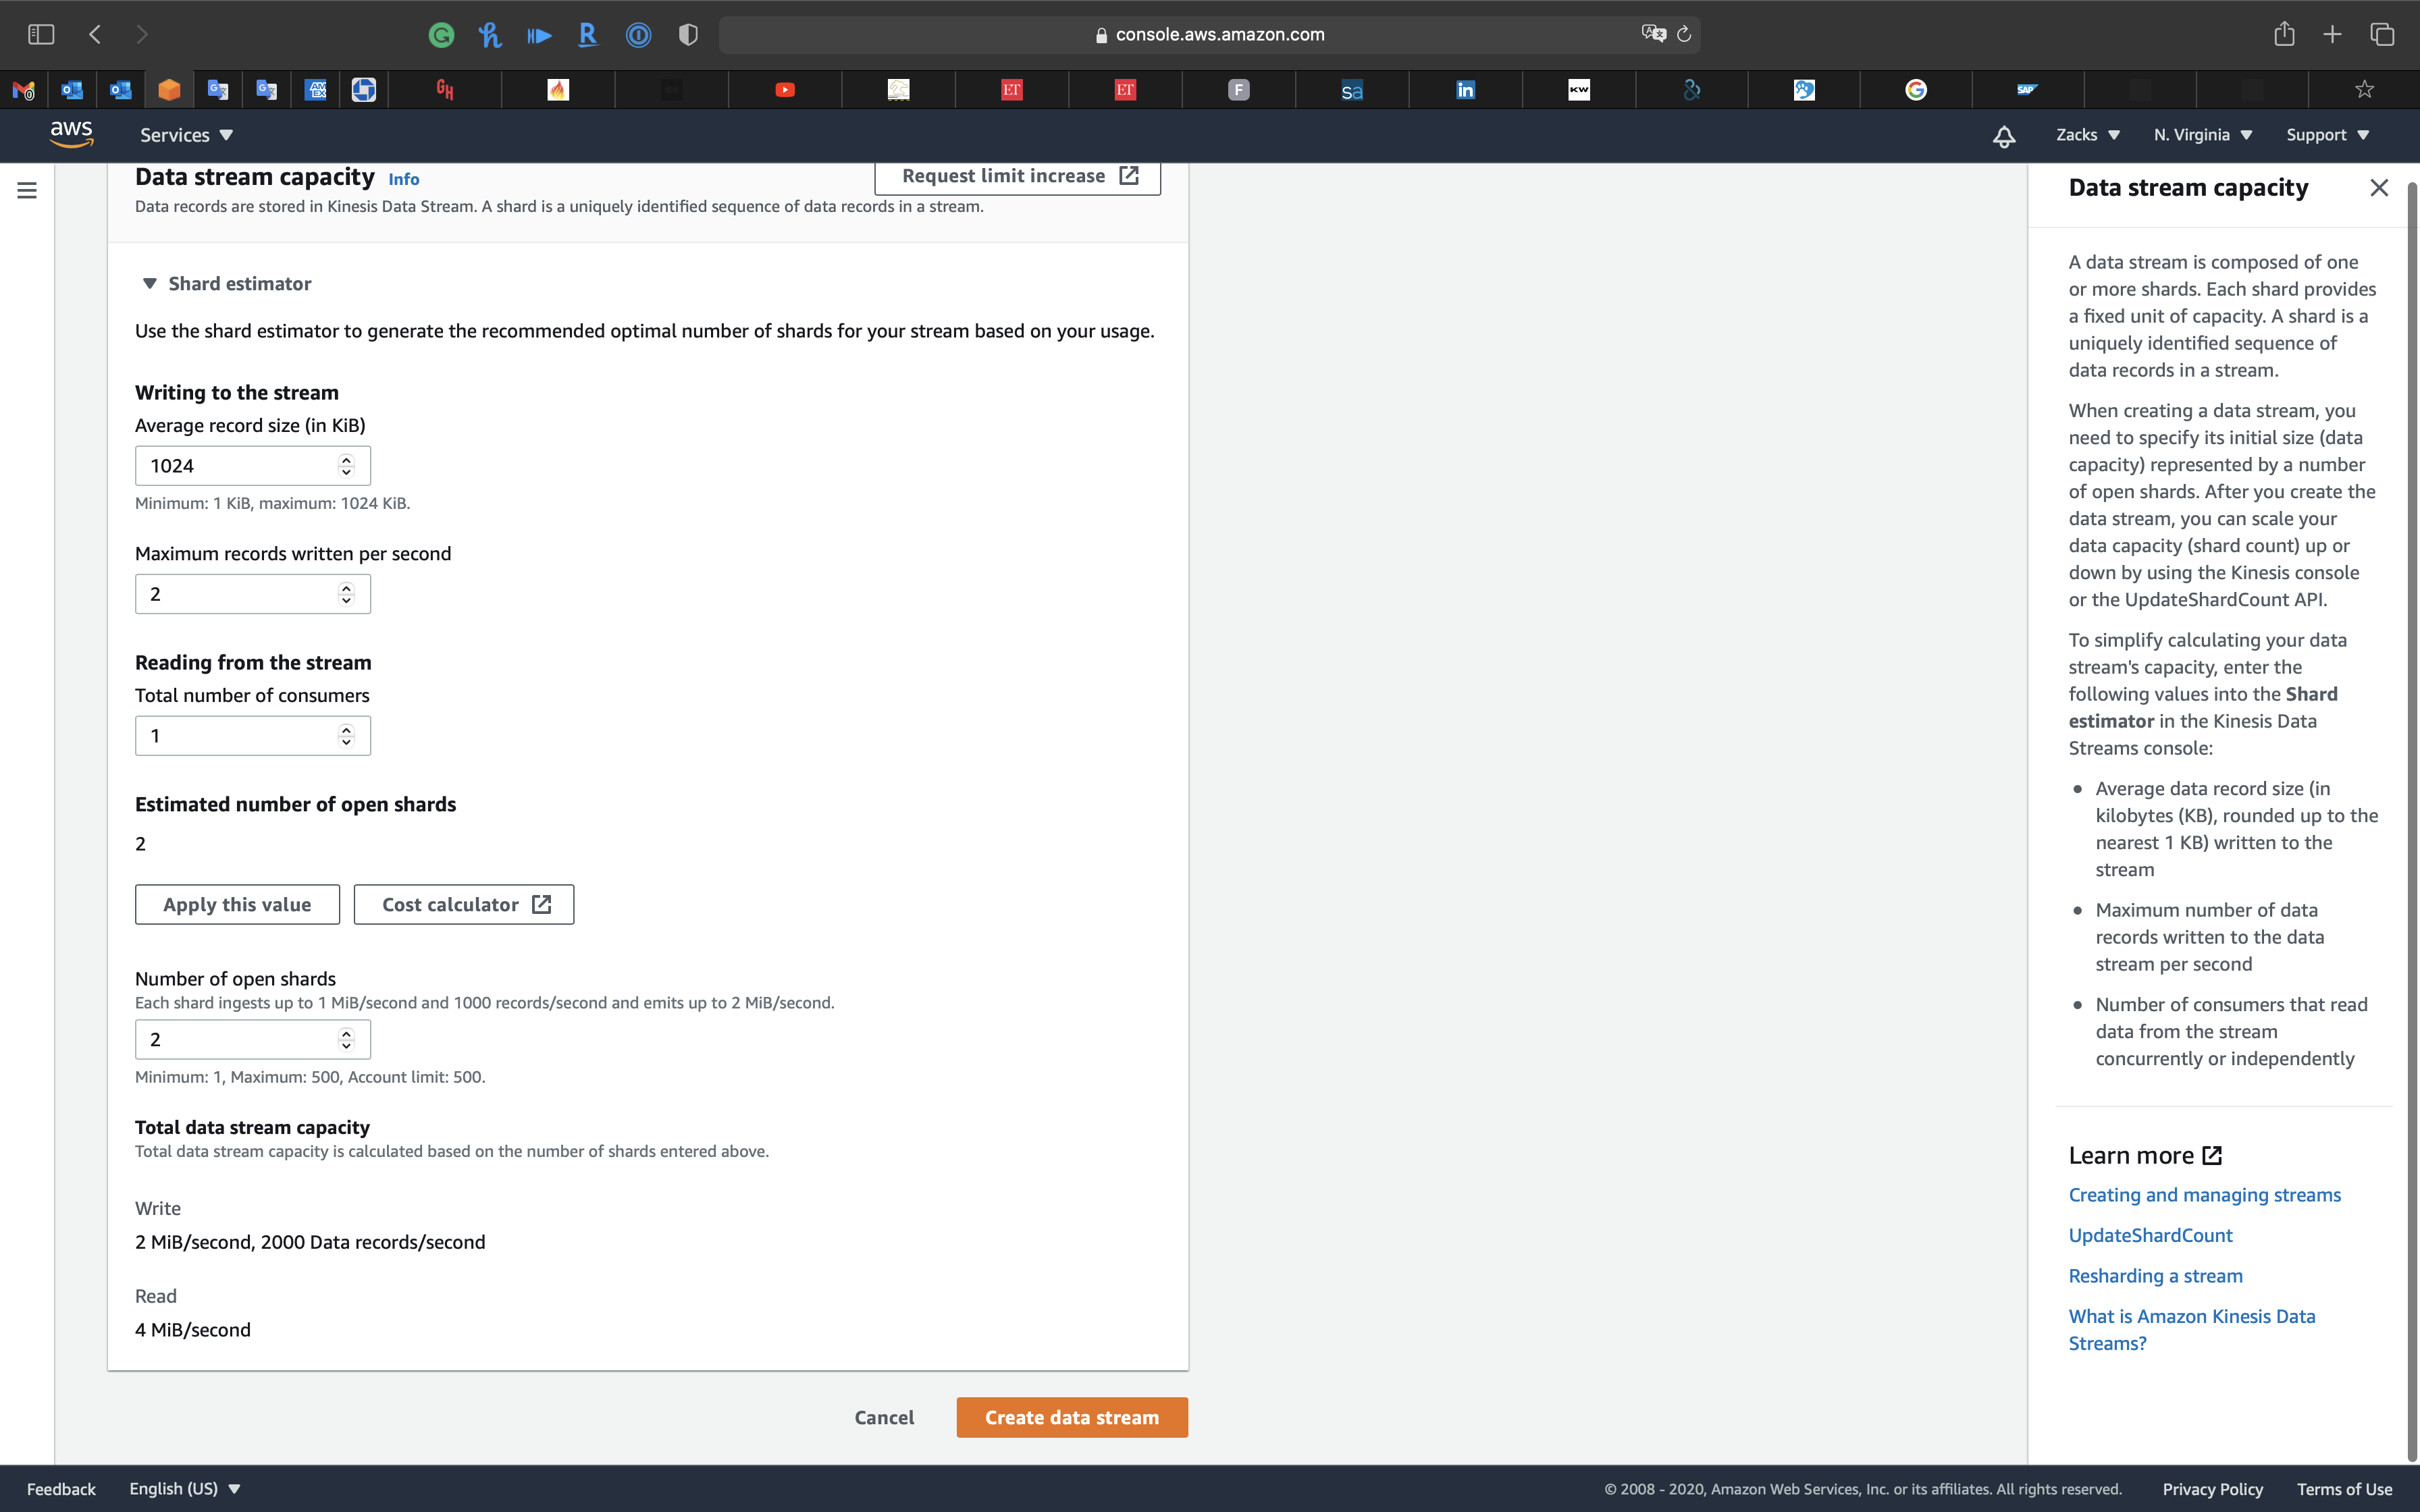 console.aws.amazon.com
aws
Services
Zacks
N. Virginia
Support
Data stream capacity Info
Request limit increase
Data records are stored in Kinesis Data Stream. A shard is a uniquely identified sequence of data records in a stream.
Shard estimator
Use the shard estimator to generate the recommended optimal number of shards for your stream based on your usage.
Writing to the stream
Average record size (in KiB)
1024
Minimum: 1 KiB, maximum: 1024 KiB.
Maximum records written per second
2
Reading from the stream
Total number of consumers
1
Estimated number of open shards
2
Apply this value
Cost calculator
Number of open shards
Each shard ingests up to 1 MiB/second and 1000 records/second and emits up to 2 MiB/second.
2
Minimum: 1, Maximum: 500, Account limit: 500.
Total data stream capacity
Total data stream capacity is calculated based on the number of shards entered above.
Write
2 MiB/second, 2000 Data records/second
Read
4 MiB/second
Cancel
Create data stream
Data stream capacity
A data stream is composed of one
or more shards. Each shard provides
a fixed unit of capacity. A shard is a
uniquely identified sequence of
data records in a stream.
When creating a data stream, you
need to specify its initial size (data
capacity) represented by a number
of open shards. After you create the
data stream, you can scale your
data capacity (shard count) up or
down by using the Kinesis console
or the UpdateShardCount API.
To simplify calculating your data
stream's capacity, enter the
following values into the Shard
estimator in the Kinesis Data
Streams console:
• Average data record size (in
kilobytes (KB), rounded up to the
nearest 1 KB) written to the
stream
• Maximum number of data
records written to the data
stream per second
• Number of consumers that read
data from the stream
concurrently or independently
Learn more
Creating and managing streams
UpdateShardCount
Resharding a stream
What is Amazon Kinesis Data
Streams?
Feedback
English (US)
© 2008 - 2020, Amazon Web Services, Inc. or its affiliates. All rights reserved.
Privacy Policy
Terms of Use